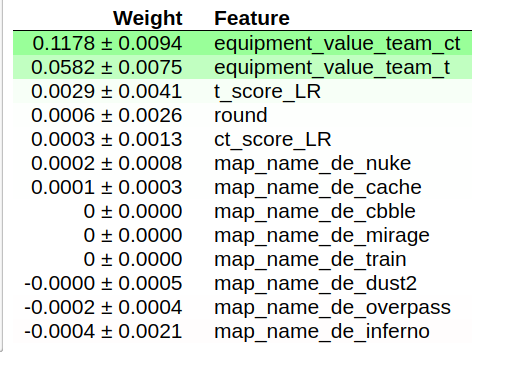 Weight Feature
0.1178 ± 0.0094 equipment_value_team_ct
0.0582 ± 0.0075 equipment_value_team_t
0.0029 ± 0.0041 t_score_LR
0.0006 ± 0.0026 round
0.0003 ± 0.0013 ct_score_LR
0.0002 ± 0.0008 map_name_de_nuke
0.0001 ± 0.0003 map_name_de_cache
0 ± 0.0000 map_name_de_cbble
0 ± 0.0000 map_name_de_mirage
0 ± 0.0000 map_name_de_train
-0.0000 ± 0.0005 map_name_de_dust2
-0.0002 ± 0.0004 map_name_de_overpass
-0.0004 ± 0.0021 map_name_de_inferno